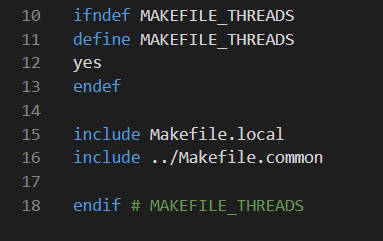 10 ifndef MAKEFILE_THREADS
11 define MAKEFILE_THREADS
12 yes
13 endef
14
15 include Makefile.local
16 include ../Makefile.common
17
18 endif # MAKEFILE_THREADS